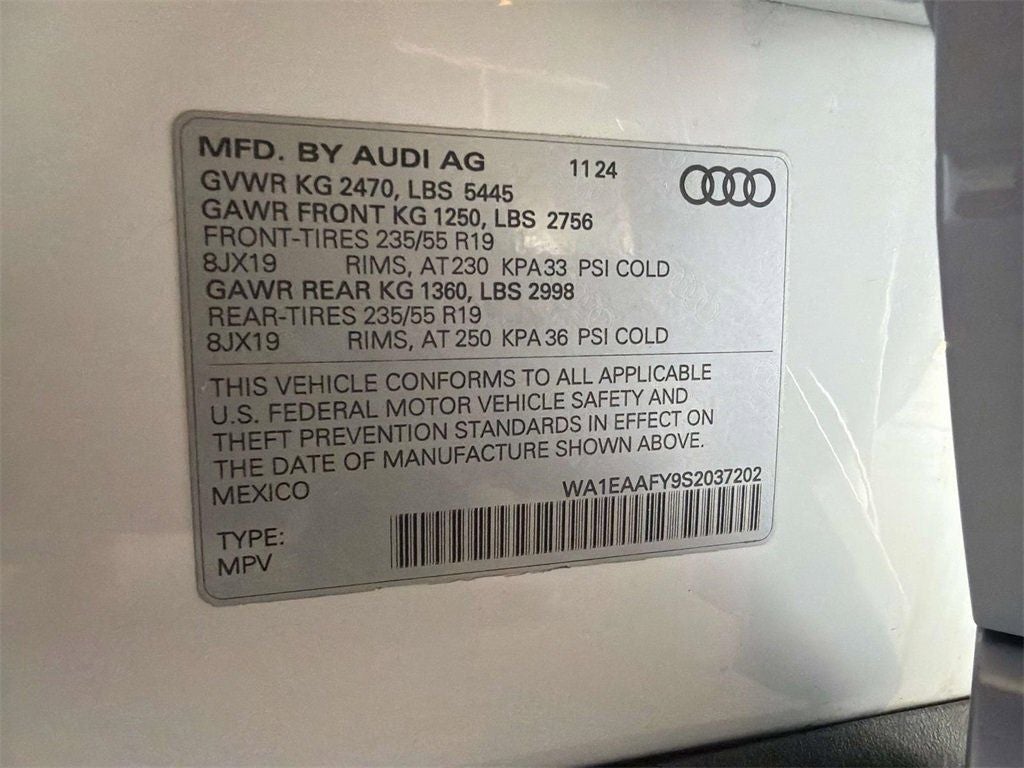 MFD. BY AUDI AG 11 24
GVWR KG 2470, LBS 5445
GAWR FRONT KG 1250, LBS 2756
FRONT-TIRES 235/55 R19
8JX19 RIMS, AT 230 KPA 33 PSI COLD
GAWR REAR KG 1360, LBS 2998
REAR-TIRES 235/55 R19
8JX19 RIMS, AT 250 KPA 36 PSI COLD
THIS VEHICLE CONFORMS TO ALL APPLICABLE
U.S. FEDERAL MOTOR VEHICLE SAFETY AND
THEFT PREVENTION STANDARDS IN EFFECT ON
THE DATE OF MANUFACTURE SHOWN ABOVE.
MEXICO WA1EAAFY9S2037202
TYPE:
MPV